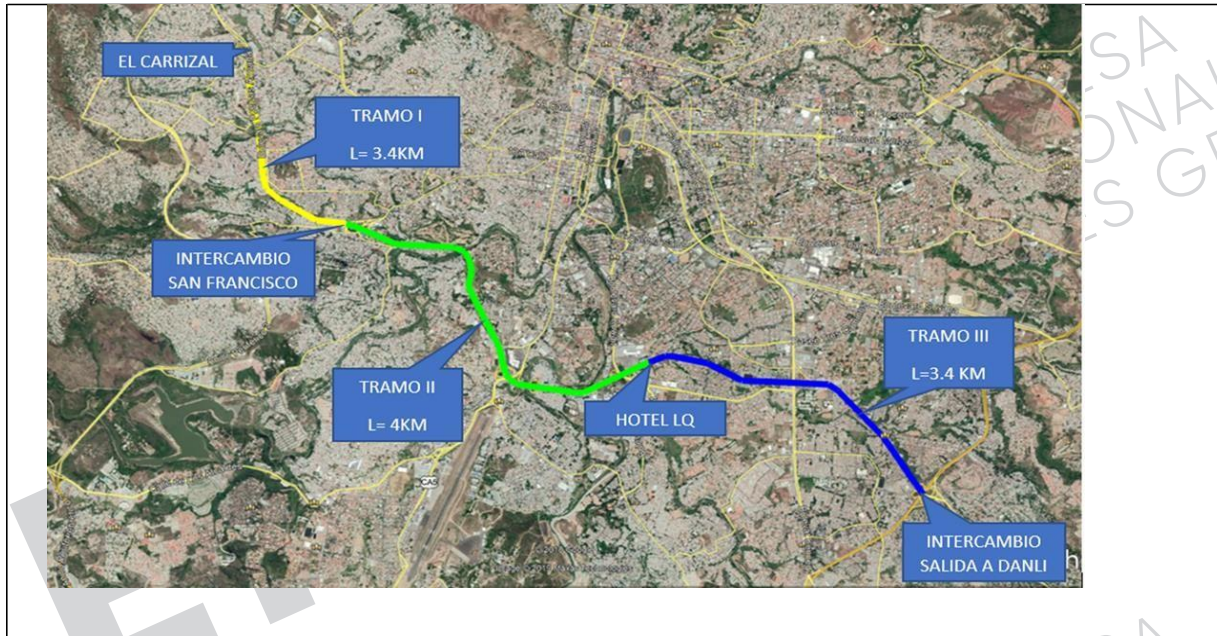 EL CARRIZAL
TRAMO I
L= 3.4KM
INTERCAMBIO
SAN FRANCISCO
TRAMO II
L= 4KM
HOTEL LQ
TRAMO III
L=3.4 KM
INTERCAMBIO
SALIDA A DANLI
CA5